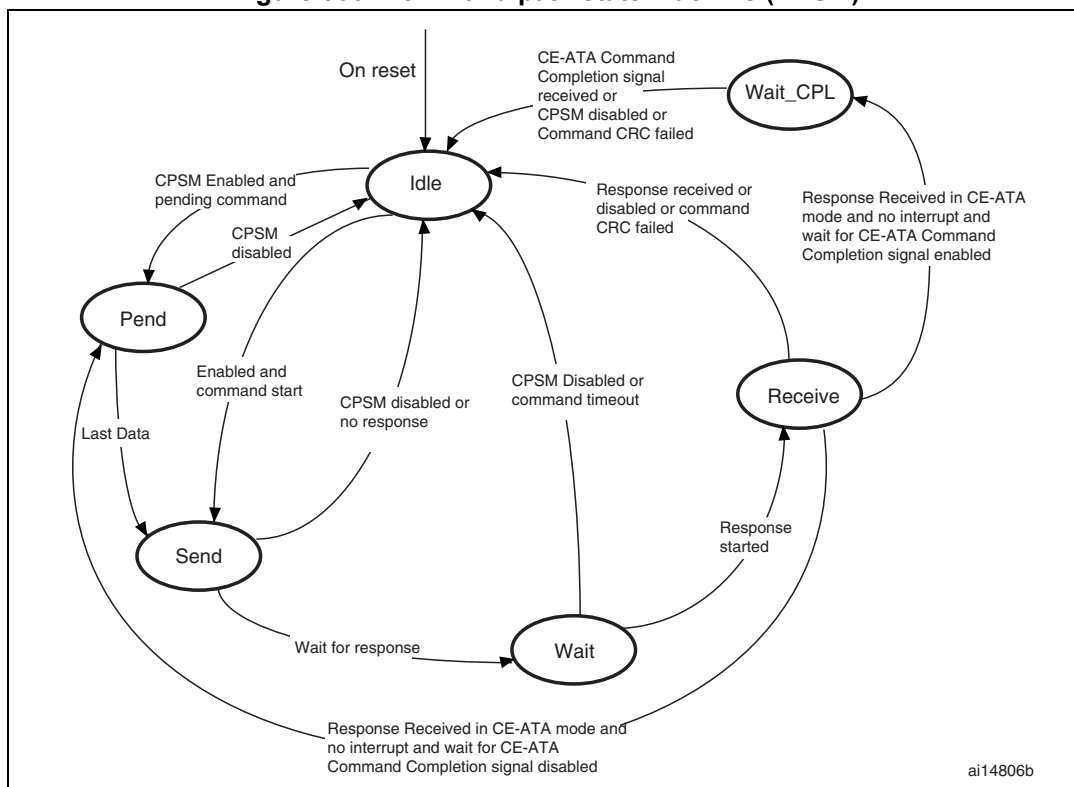 On reset
CE-ATA Command
Completion signal
received or
CPSM disabled or
Command CRC failed
Wait_CPL
Idle
CPSM Enabled and
pending command
CPSM
disabled
Response received or
disabled or command
CRC failed
Response Received in CE-ATA
mode and no interrupt and
wait for CE-ATA Command
Completion signal enabled
Pend
Enabled and
command start
CPSM disabled or
no response
CPSM Disabled or
command timeout
Receive
Last Data
Send
Response
started
Wait for response
Wait
Response Received in CE-ATA mode and
no interrupt and wait for CE-ATA
Command Completion signal disabled
ai14806b